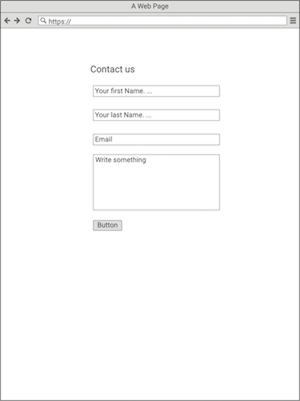 A Web Page
https://
Contact us
Your first Name. ...
Your last Name. ...
Email
Write something
Button